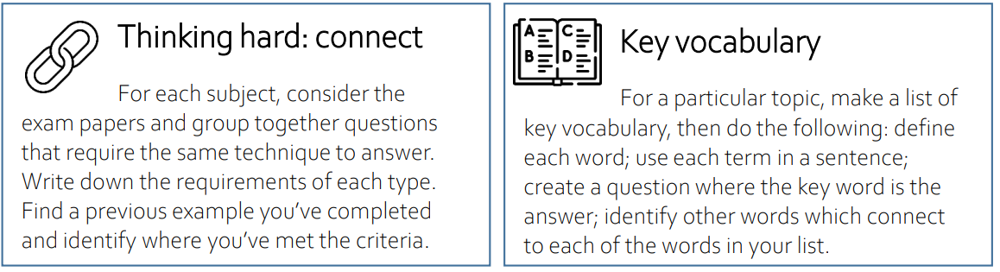 Thinking hard: connect
For each subject, consider the
exam papers and group together questions
that require the same technique to answer.
Write down the requirements of each type.
Find a previous example you've completed
and identify where you've met the criteria.
A C
B D
Key vocabulary
For a particular topic, make a list of
key vocabulary, then do the following: define
each word; use each term in a sentence;
create a question where the key word is the
answer; identify other words which connect
to each of the words in your list.